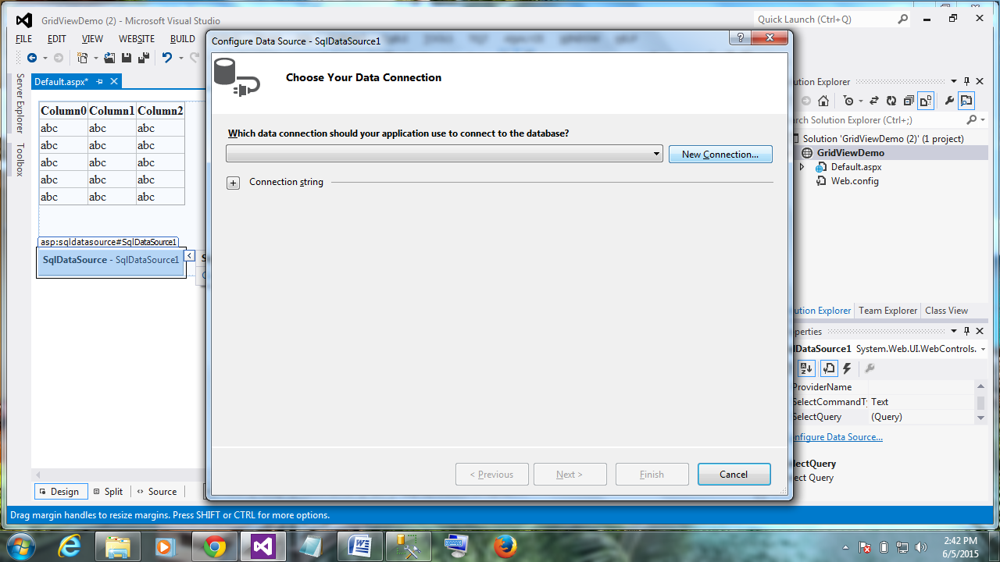 GridViewDemo (2) - Microsoft Visual Studio
Quick Launch (Ctrl+Q)
FILE EDIT VIEW WEBSITE BUILD
Configure Data Source - SqlDataSource1
Choose Your Data Connection
Server Explorer
Toolbox
Default.aspx*
Column0 Column1 Column2
abc abc abc
abc abc abc
abc abc abc
abc abc abc
abc abc abc
asp:sqldatasource#SqlDataSource1
SqlDataSource - SqlDataSource1
Which data connection should your application use to connect to the database?
New Connection...
Connection string
< Previous Next > Finish Cancel
ution Explorer
rch Solution Explorer (Ctrl+;)
Solution 'GridViewDemo (2)' (1 project)
GridViewDemo
Default.aspx
Web.config
ution Explorer Team Explorer Class View
perties
lDataSource1 System.Web.UI.WebControls.
ProviderName
SelectCommandT Text
SelectQuery (Query)
nfigure Data Source...
lectQuery
ect Query
Design Split Source
Drag margin handles to resize margins. Press SHIFT or CTRL for more options.
2:42 PM
6/5/2015